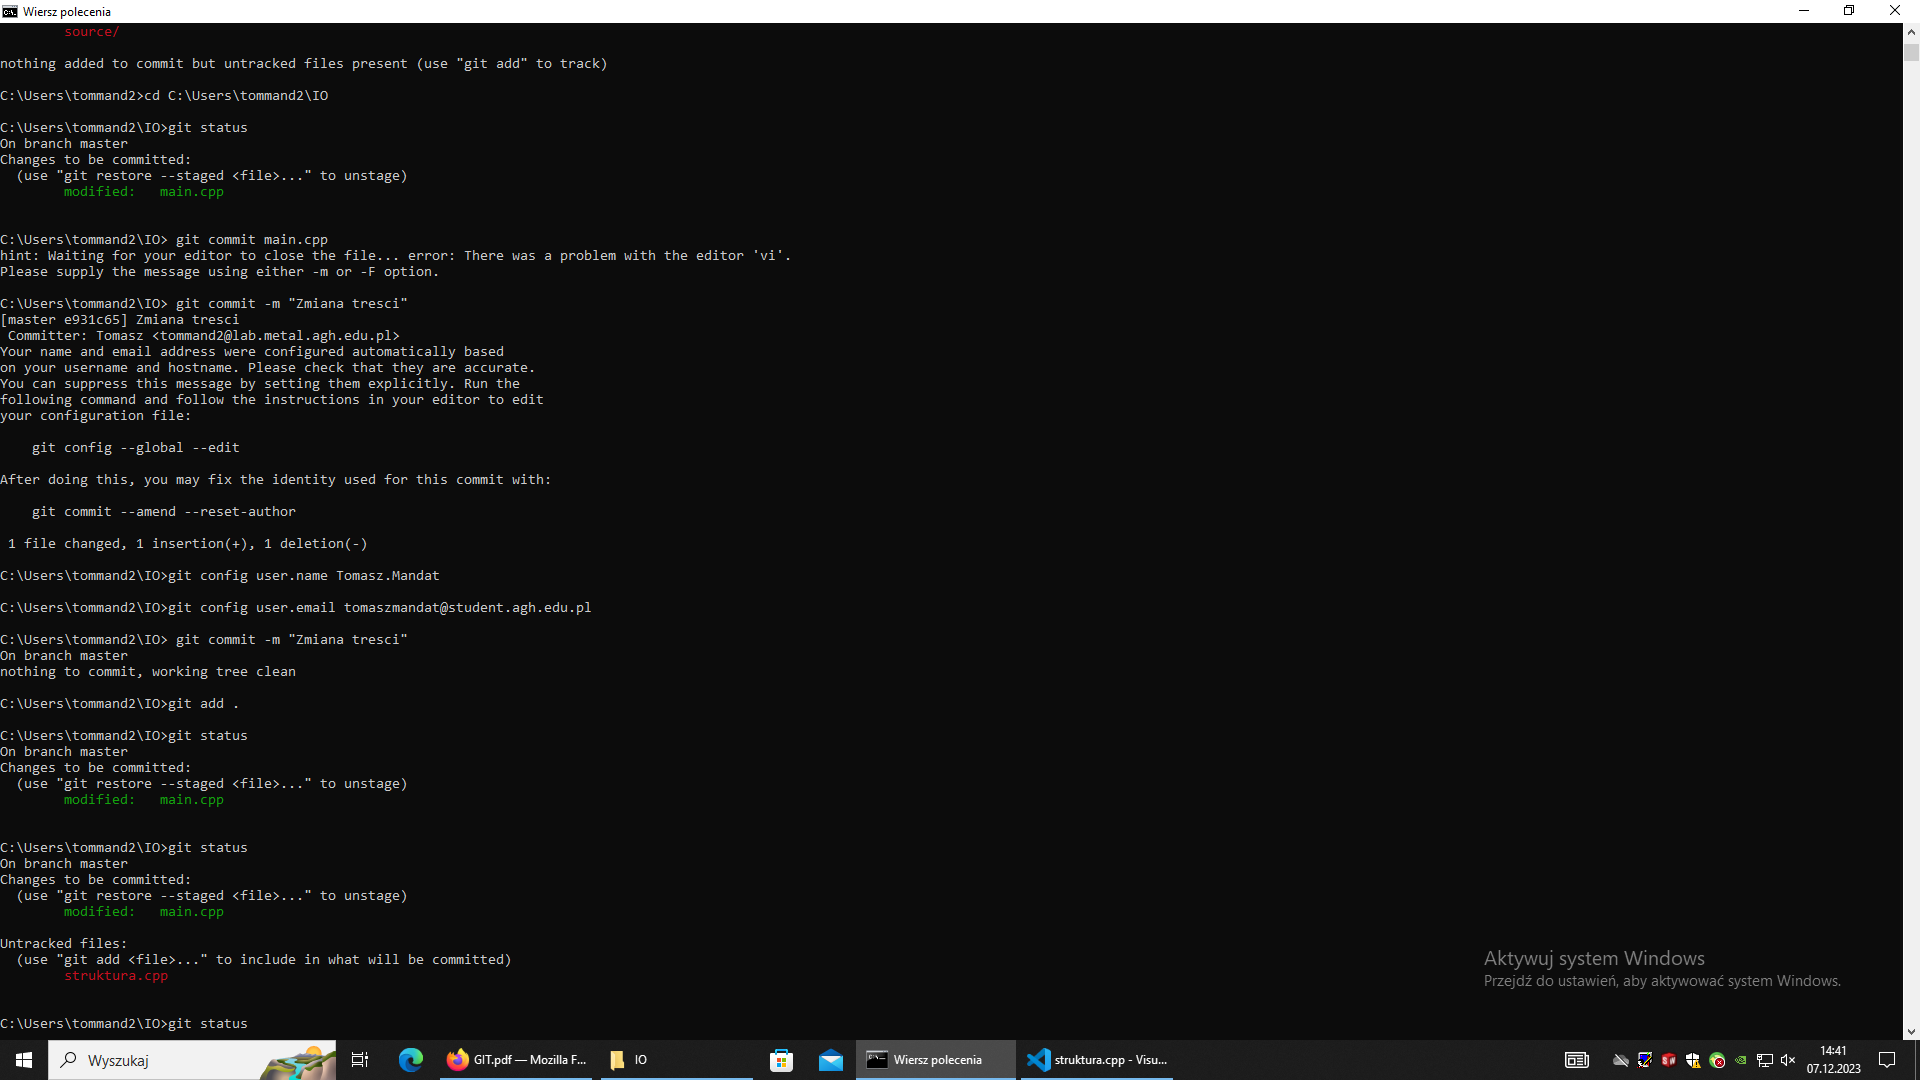 Wiersz polecenia
source/
nothing added to commit but untracked files present (use "git add" to track)
C:\Users\tommand2>cd C:\Users\tommand2\IO
C:\Users\tommand2\IO>git status
On branch master
Changes to be committed:
(use "git restore --staged <file>..." to unstage)
modified:   main.cpp
C:\Users\tommand2\IO> git commit main.cpp
hint: Waiting for your editor to close the file... error: There was a problem with the editor 'vi'.
Please supply the message using either -m or -F option.
C:\Users\tommand2\IO> git commit -m "Zmiana tresci"
[master e931c65] Zmiana tresci
Committer: Tomasz <tommand2@lab.metal.agh.edu.pl>
Your name and email address were configured automatically based
on your username and hostname. Please check that they are accurate.
You can suppress this message by setting them explicitly. Run the
following command and follow the instructions in your editor to edit
your configuration file:
git config --global --edit
After doing this, you may fix the identity used for this commit with:
git commit --amend --reset-author
1 file changed, 1 insertion(+), 1 deletion(-)
C:\Users\tommand2\IO>git config user.name Tomasz.Mandat
C:\Users\tommand2\IO>git config user.email tomaszmandat@student.agh.edu.pl
C:\Users\tommand2\IO> git commit -m "Zmiana tresci"
On branch master
nothing to commit, working tree clean
C:\Users\tommand2\IO>git add .
C:\Users\tommand2\IO>git status
On branch master
Changes to be committed:
(use "git restore --staged <file>..." to unstage)
modified:   main.cpp
C:\Users\tommand2\IO>git status
On branch master
Changes to be committed:
(use "git restore --staged <file>..." to unstage)
modified:   main.cpp
Untracked files:
(use "git add <file>..." to include in what will be committed)
struktura.cpp
C:\Users\tommand2\IO>git status
Aktywuj system Windows
Przejdź do ustawień, aby aktywować system Windows.
Wyszukaj
GIT.pdf — Mozilla F...
IO
Wiersz polecenia
struktura.cpp - Visu...
14:41
07.12.2023